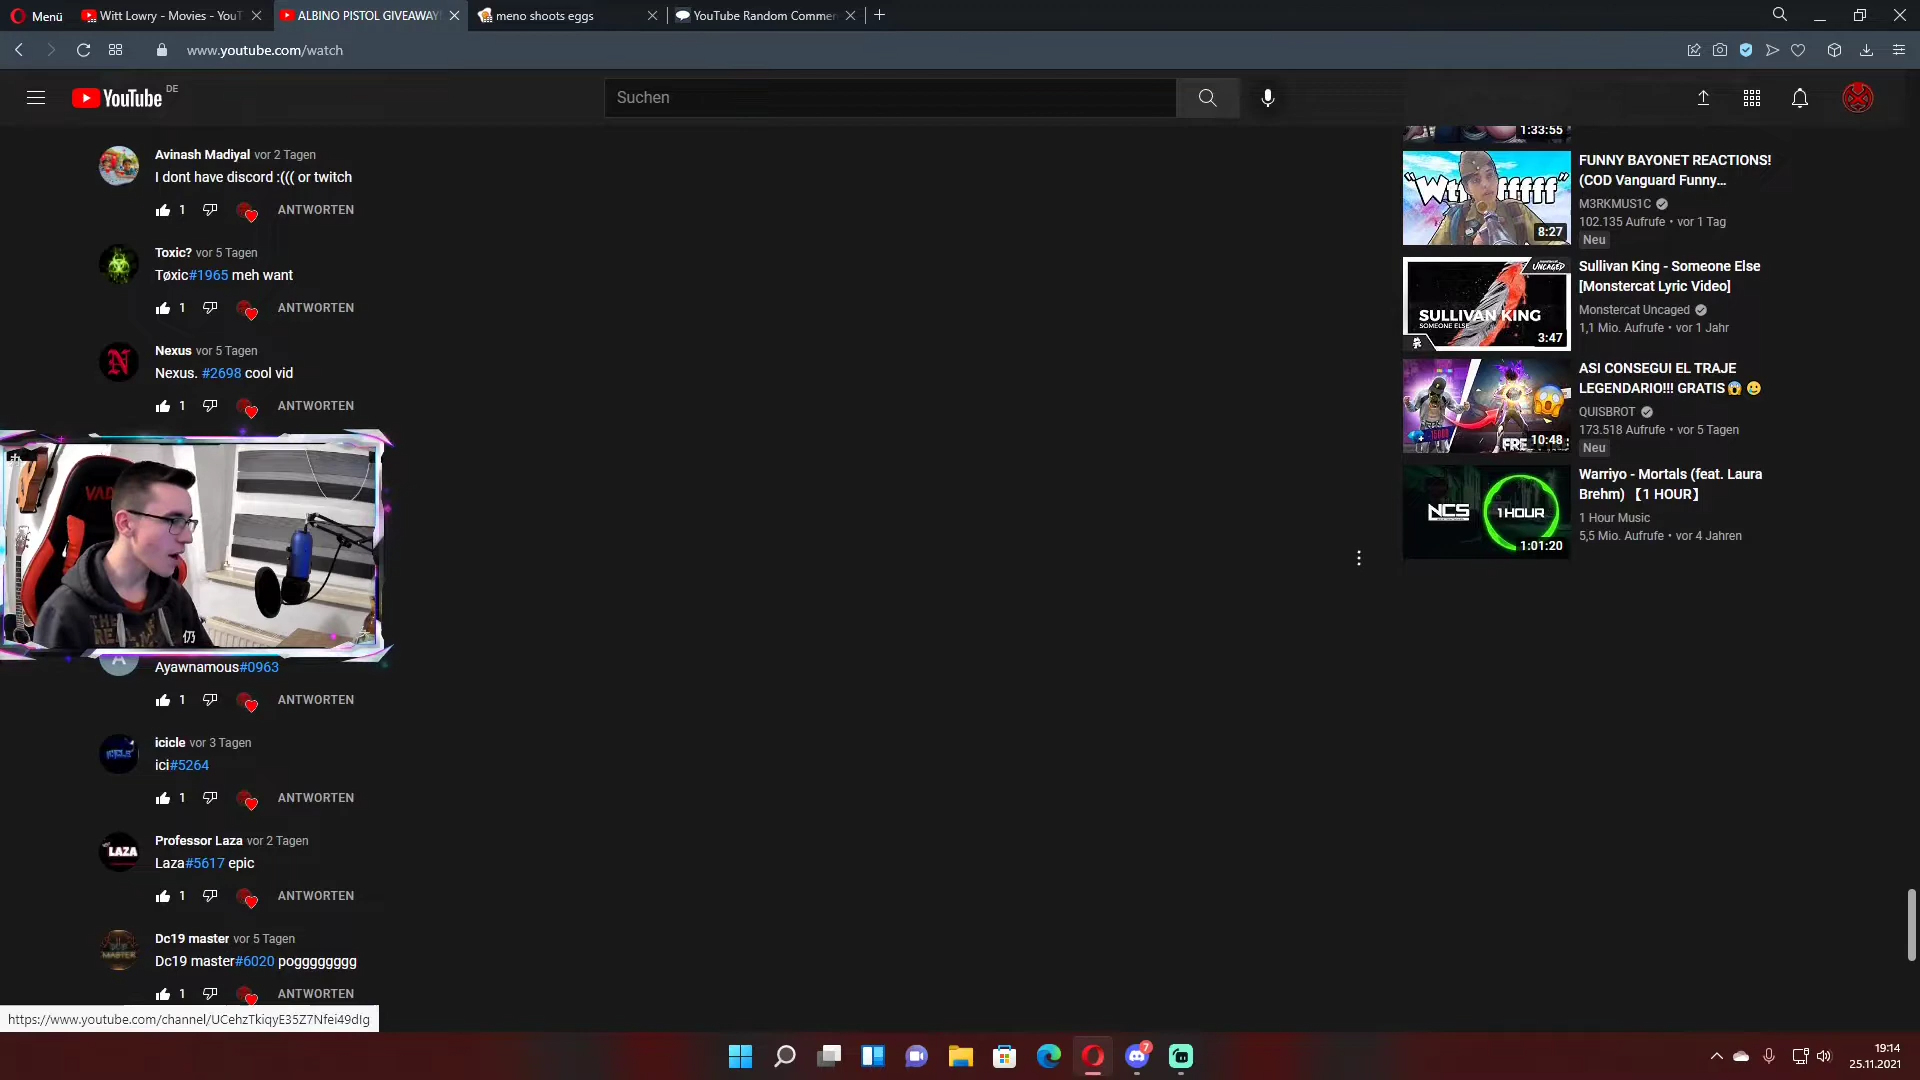 Menü
Witt Lowry - Movies - YouT
ALBINO PISTOL GIVEAWAY
meno shoots eggs
YouTube Random Commen
www.youtube.com/watch
YouTube DE
Suchen
Avinash Madiyal vor 2 Tagen
I dont have discord :((( or twitch
1 ANTWORTEN
Toxic? vor 5 Tagen
Tøxic#1965 meh want
1 ANTWORTEN
Nexus vor 5 Tagen
Nexus. #2698 cool vid
1 ANTWORTEN
Ayawnamous#0963
1 ANTWORTEN
icicle vor 3 Tagen
ici#5264
1 ANTWORTEN
Professor Laza vor 2 Tagen
LAZA
Laza#5617 epic
1 ANTWORTEN
Dc19 master vor 5 Tagen
Dc19 master#6020 pogggggggg
1 ANTWORTEN
https://www.youtube.com/channel/UCehzTkiqyE35Z7Nfei49dIg
1:33:55
8:27
FUNNY BAYONET REACTIONS!
(COD Vanguard Funny...
M3RKMUS1C
102.135 Aufrufe • vor 1 Tag
Neu
UNCAGED
SULLIVAN KING
SOMEONE ELSE
3:47
Sullivan King - Someone Else
[Monstercat Lyric Video]
Monstercat Uncaged
1,1 Mio. Aufrufe • vor 1 Jahr
10:48
ASI CONSEGUI EL TRAJE
LEGENDARIO!!! GRATIS😱🙂
QUISBROT
173.518 Aufrufe • vor 5 Tagen
Neu
NCS
1 HOUR
1:01:20
Warriyo - Mortals (feat. Laura
Brehm) 【1 HOUR】
1 Hour Music
5,5 Mio. Aufrufe • vor 4 Jahren
7
19:14
25.11.2021